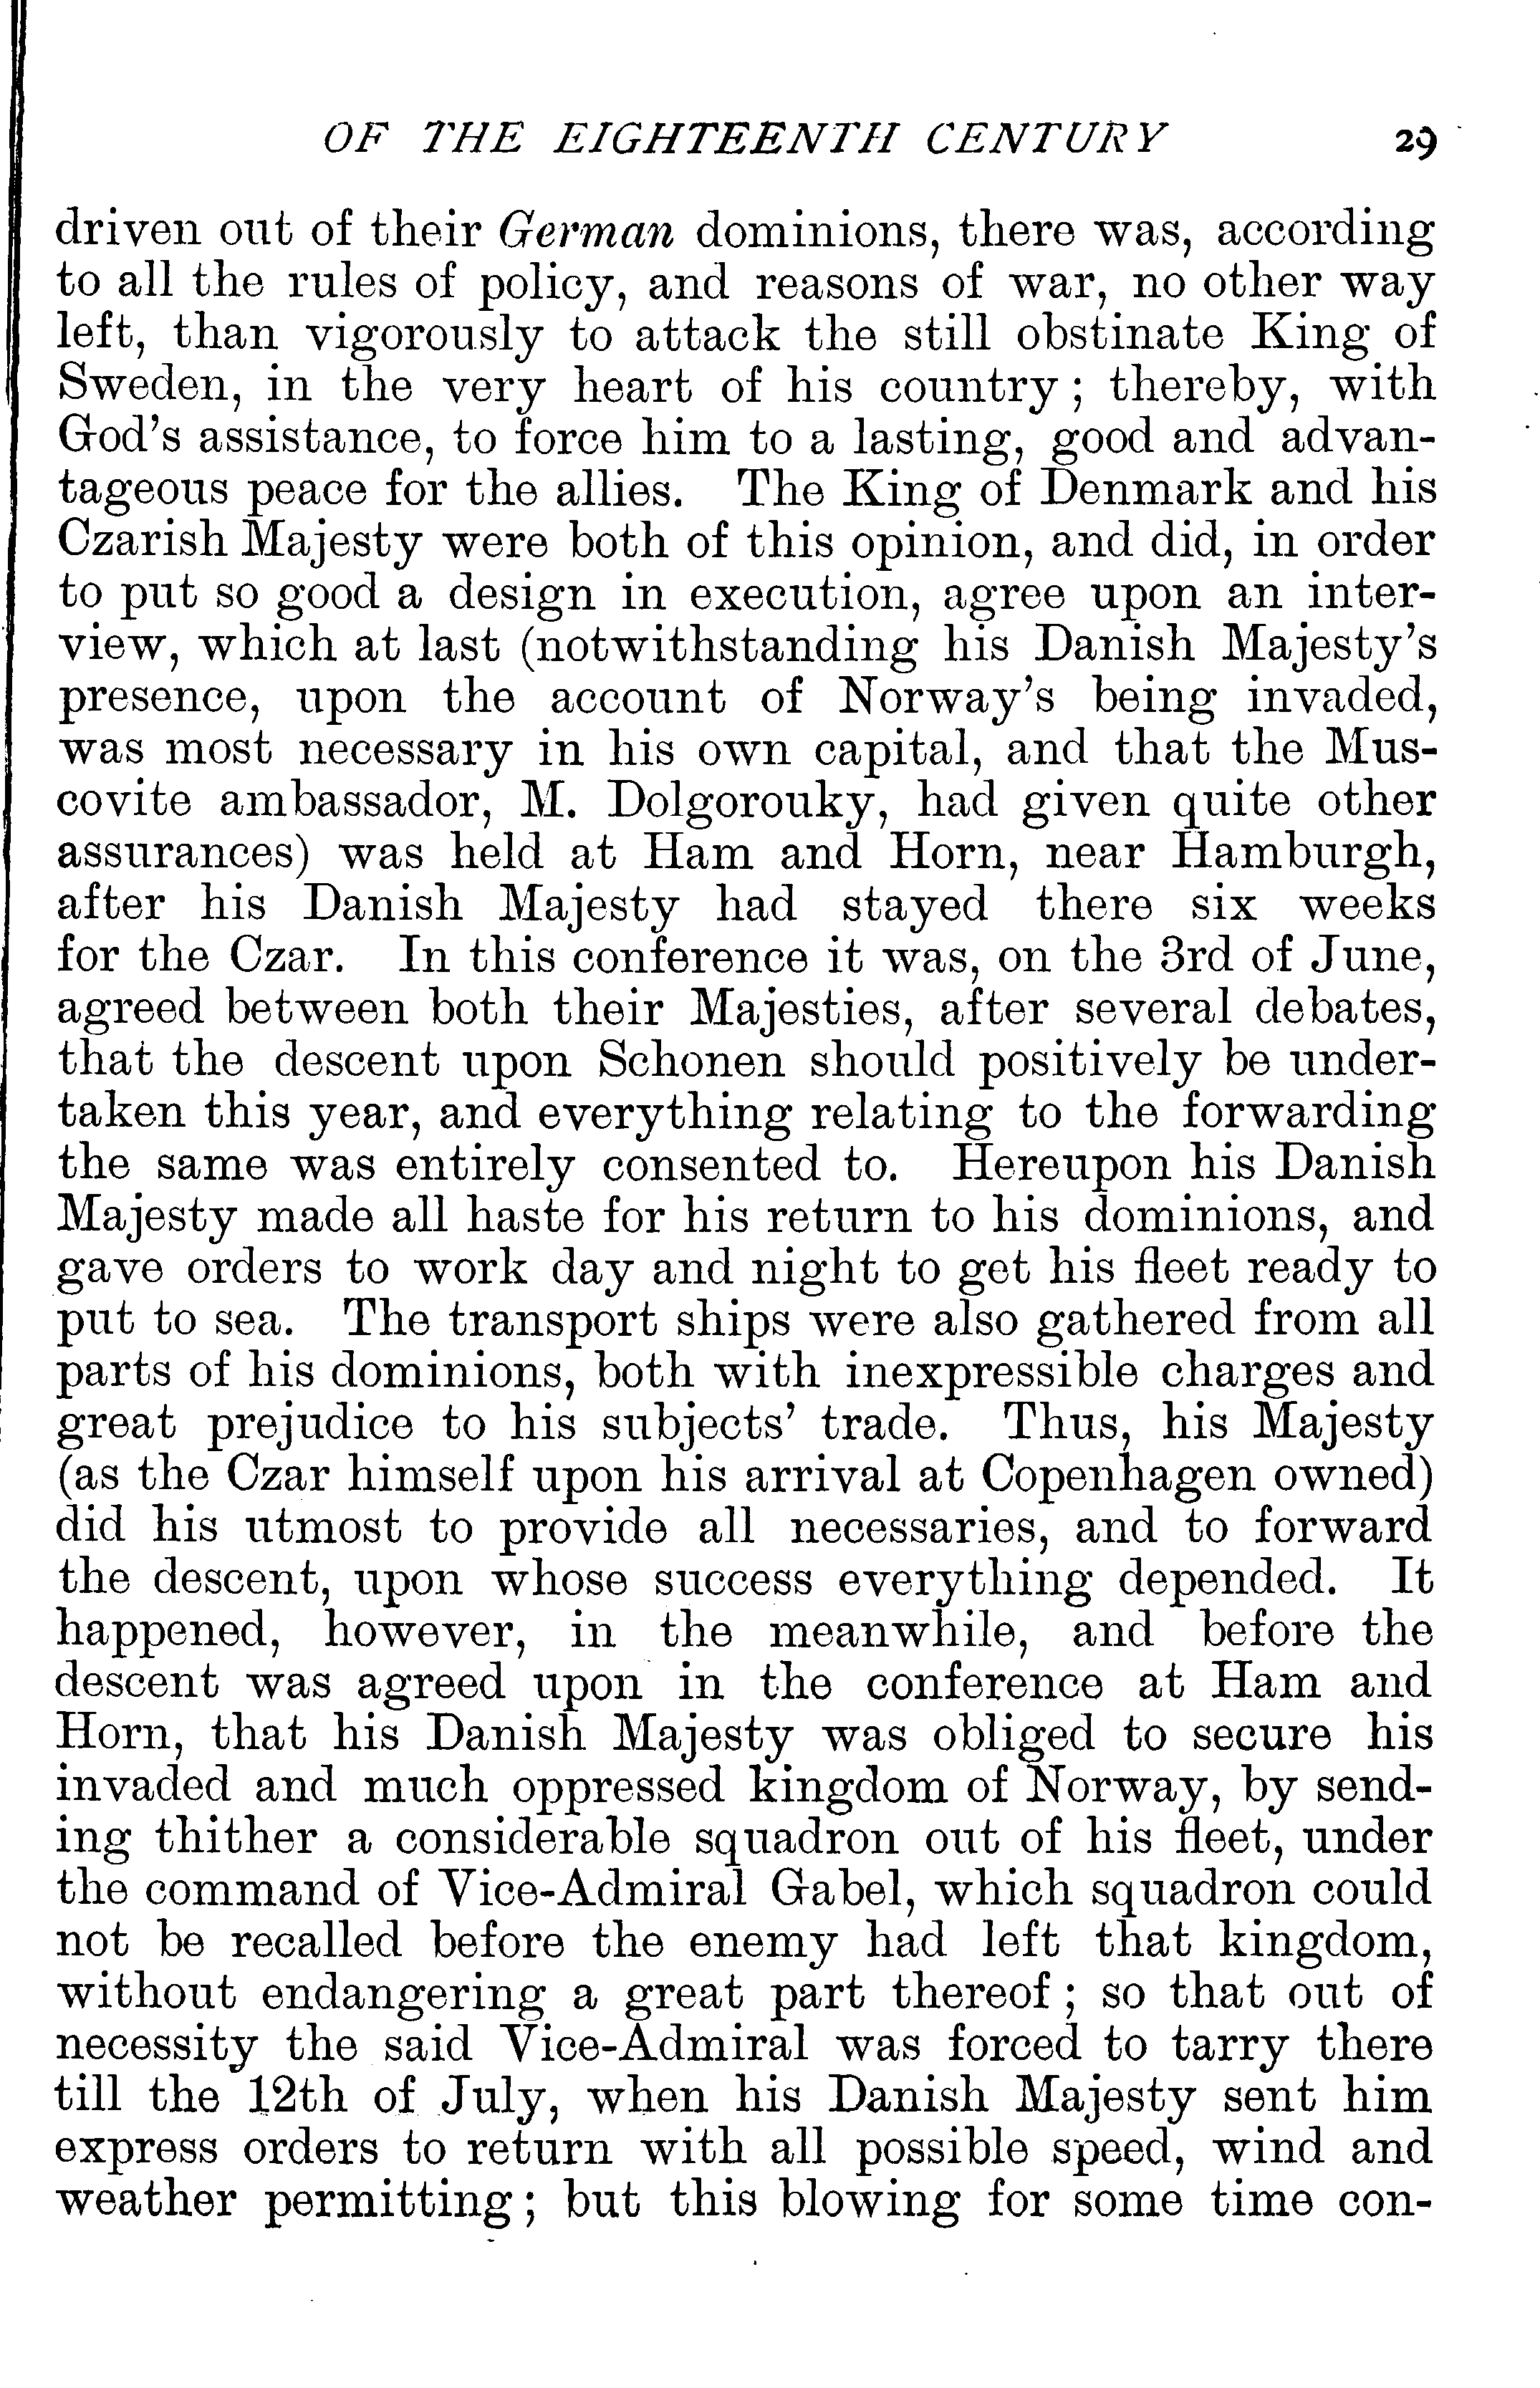 OF THE EIGHTEENTH CENTURY 29
driven out of their German dominions, there was, according
to all the rules of policy, and reasons of war, no other way
left, than vigorously to attack the still obstinate King of
Sweden, in the very heart of his country ; thereby, with
God's assistance, to force him to a lasting, good and advan-
tageous peace for the allies. The King of Denmark and his
Czarish Majesty were both of this opinion, and did, in order
to put so good a design in execution, agree upon an inter-
view, which at last (notwithstanding his Danish Majesty's
presence, upon the account of Norway's being invaded,
was most necessary in his own capital, and that the Mus-
covite ambassador, M. Dolgorouky, had given quite other
assurances) was held at Ham and Horn, near Hamburgh,
after his Danish Majesty had stayed there six weeks
for the Czar. In this conference it was, on the 3rd of June,
agreed between both their Majesties, after several debates,
that the descent upon Schonen should positively be under-
taken this year, and everything relating to the forwarding
the same was entirely consented to. Hereupon his Danish
Majesty made all haste for his return to his dominions, and
gave orders to work day and night to get his fleet ready to
put to sea. The transport ships were also gathered from all
parts of his dominions, both with inexpressible charges and
great prejudice to his subjects' trade. Thus, his Majesty
(as the Czar himself upon his arrival at Copenhagen owned)
did his utmost to provide all necessaries, and to forward
the descent, upon whose success everything depended. It
happened, however, in the meanwhile, and before the
descent was agreed upon in the conference at Ham and
Horn, that his Danish Majesty was obliged to secure his
invaded and much oppressed kingdom of Norway, by send-
ing thither a considerable squadron out of his fleet, under
the command of Vice-Admiral Gabel, which squadron could
not be recalled before the enemy had left that kingdom,
without endangering a great part thereof ; so that out of
necessity the said Vice-Admiral was forced to tarry there
till the 12th of July, when his Danish Majesty sent him
express orders to return with all possible speed, wind and
weather permitting ; but this blowing for some time con-